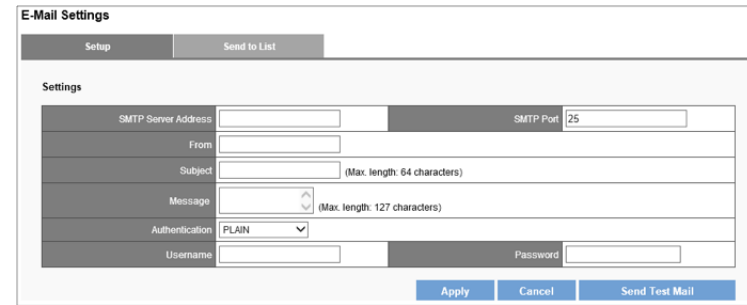 E-Mail Settings
Setup
Send to List
Settings
SMTP Server Address
SMTP Port 25
From
Subject (Max. length: 64 characters)
Message (Max. length: 127 characters)
Authentication PLAIN
Username
Password
Apply Cancel Send Test Mail